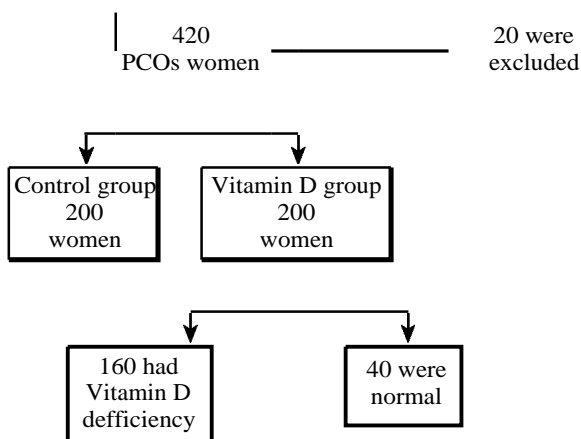 420
PCOs women
20 were
excluded
Control group
200
women
Vitamin D group
200
women
160 had
Vitamin D
defficiency
40 were
normal